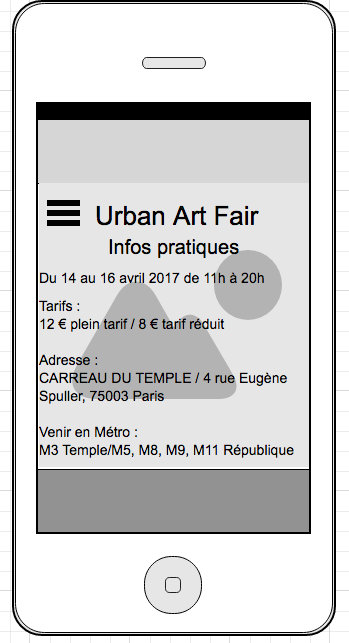 Urban Art Fair
Infos pratiques
Du 14 au 16 avril 2017 de 11h à 20h
Tarifs :
12 € plein tarif / 8 € tarif réduit
Adresse :
CARREAU DU TEMPLE / 4 rue Eugène
Spuller, 75003 Paris
Venir en Métro :
M3 Temple/M5, M8, M9, M11 République